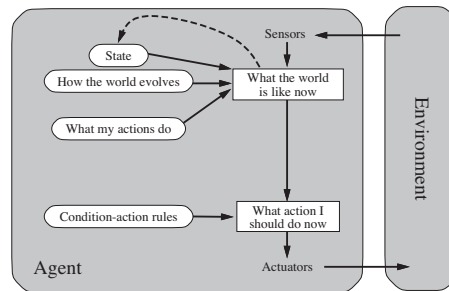 Sensors
State
How the world evolves
What the world
is like now
What my actions do
Condition-action rules
What action I
should do now
Agent
Actuators
Environment